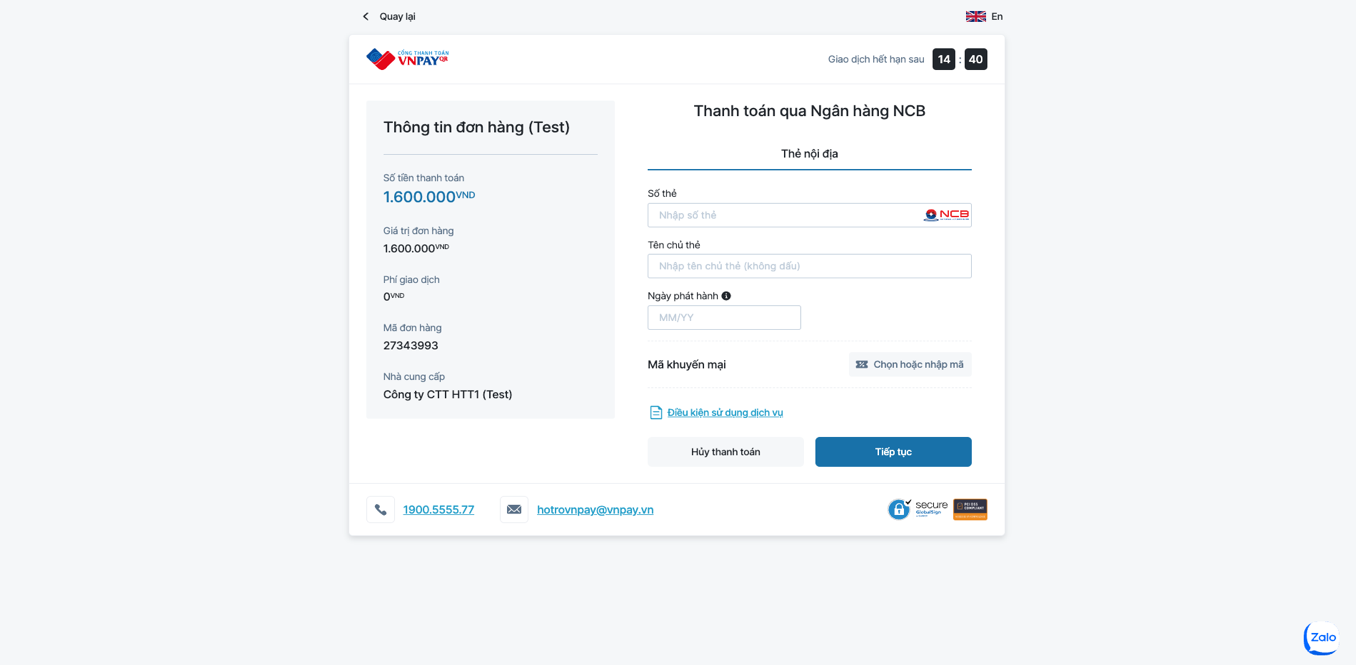 Quay lại
En
CỔNG THANH TOÁN
VNPAYQR
Giao dịch hết hạn sau 14 : 40
Thông tin đơn hàng (Test)
Số tiền thanh toán
1.600.000VND
Giá trị đơn hàng
1.600.000VND
Phí giao dịch
0VND
Mã đơn hàng
27343993
Nhà cung cấp
Công ty CTT HTT1 (Test)
Thanh toán qua Ngân hàng NCB
Thẻ nội địa
Số thẻ
Nhập số thẻ
NCB
Tên chủ thẻ
Nhập tên chủ thẻ (không dấu)
Ngày phát hành
MM/YY
Mã khuyến mại
Chọn hoặc nhập mã
Điều kiện sử dụng dịch vụ
Hủy thanh toán
Tiếp tục
1900.5555.77
hotrovnpay@vnpay.vn
secure
GlobalSign
PCI DSS
COMPLIANT
Zalo